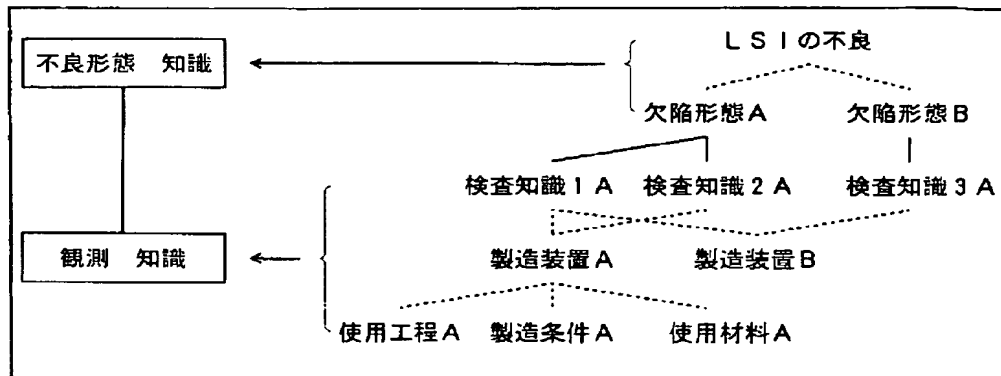 LSIの不良
不良形態 知識
欠陥形態A 欠陥形態B
検査知識1A 検査知識2A 検査知識3A
観測 知識
製造装置A 製造装置B
使用工程A 製造条件A 使用材料A